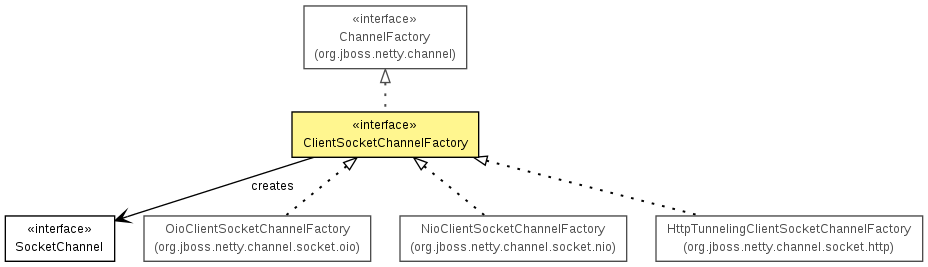 «interface»
ChannelFactory
(org.jboss.netty.channel)
«interface»
ClientSocketChannelFactory
creates
«interface»
SocketChannel
OioClientSocketChannelFactory
(org.jboss.netty.channel.socket.oio)
NioClientSocketChannelFactory
(org.jboss.netty.channel.socket.nio)
HttpTunnelingClientSocketChannelFactory
(org.jboss.netty.channel.socket.http)